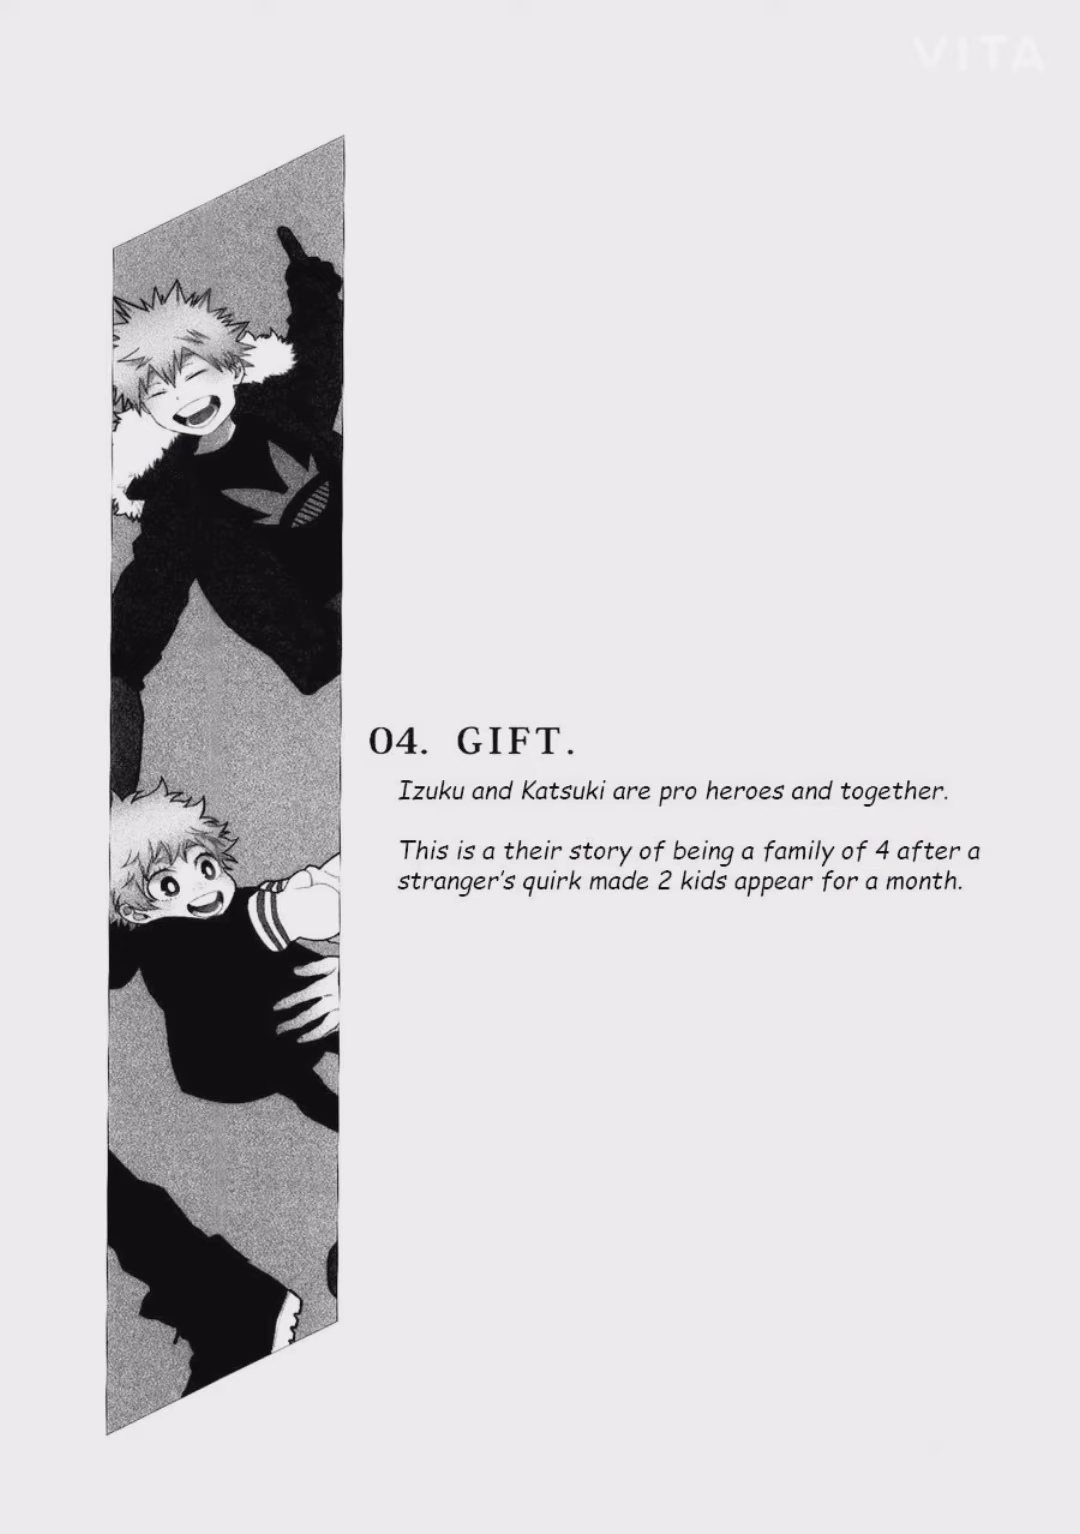 VITA
04. GIFT.
Izuku and Katsuki are pro heroes and together.
This is a their story of being a family of 4 after a
stranger's quirk made 2 kids appear for a month.